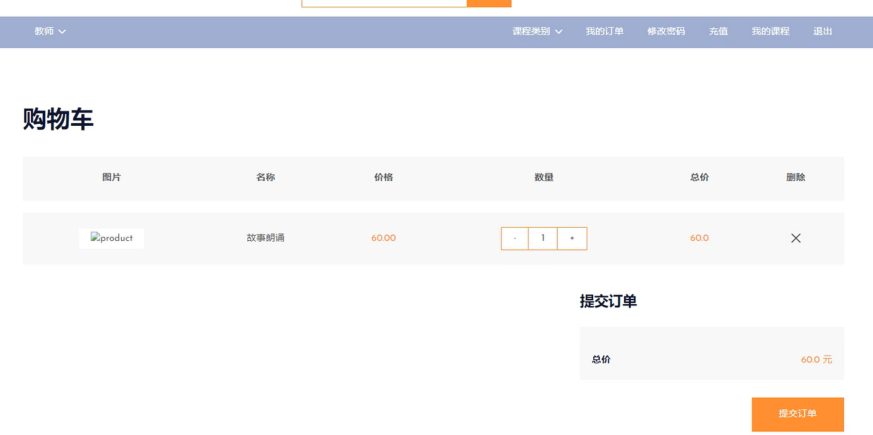 教师
课程类别 我的订单 修改密码 充值 我的课程 退出
购物车
图片 名称 价格 数量 总价 删除
product 故事朗诵 60.00 - 1 + 60.0
提交订单
总价 60.0 元
提交订单